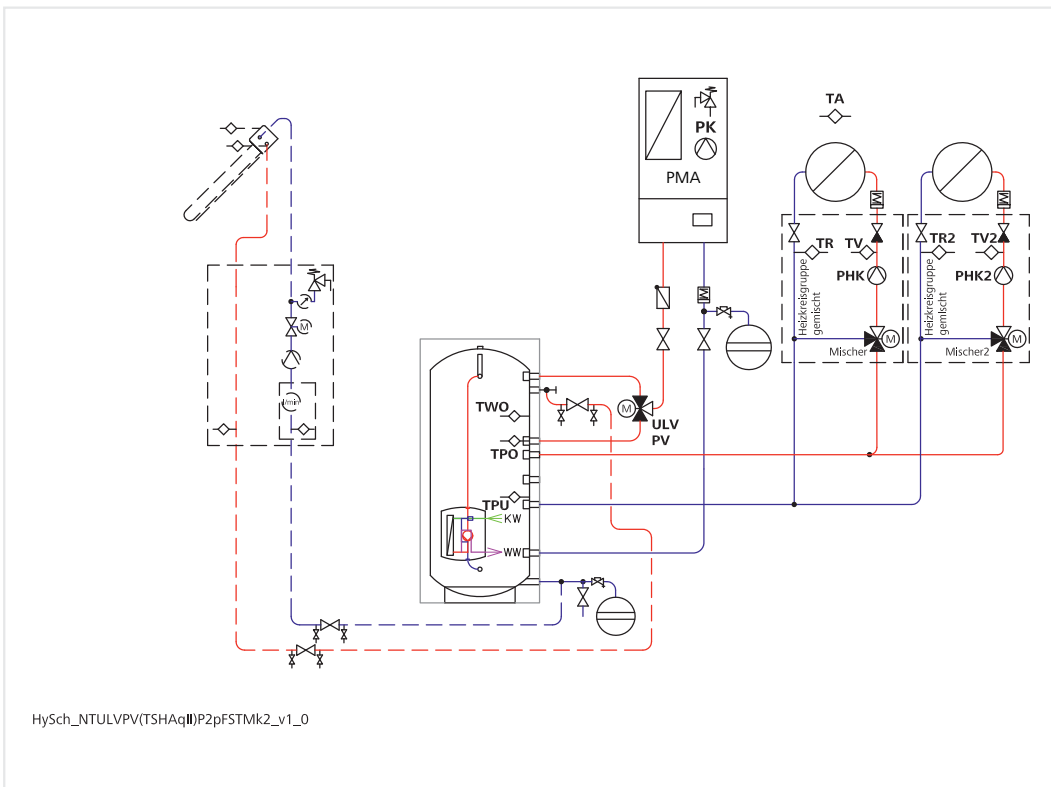 TA
PK
PMA
TR
TV
TR2
TV2
PHK
PHK2
Heizkreisgruppe
gemischt
Heizkreisgruppe
gemischt
M
M
Mischer
Mischer2
M
l/min
TWO
M
ULV
PV
TPO
TPU
KW
WW
HySch_NTULVPV(TSHAqII)P2pFSTMk2_v1_0